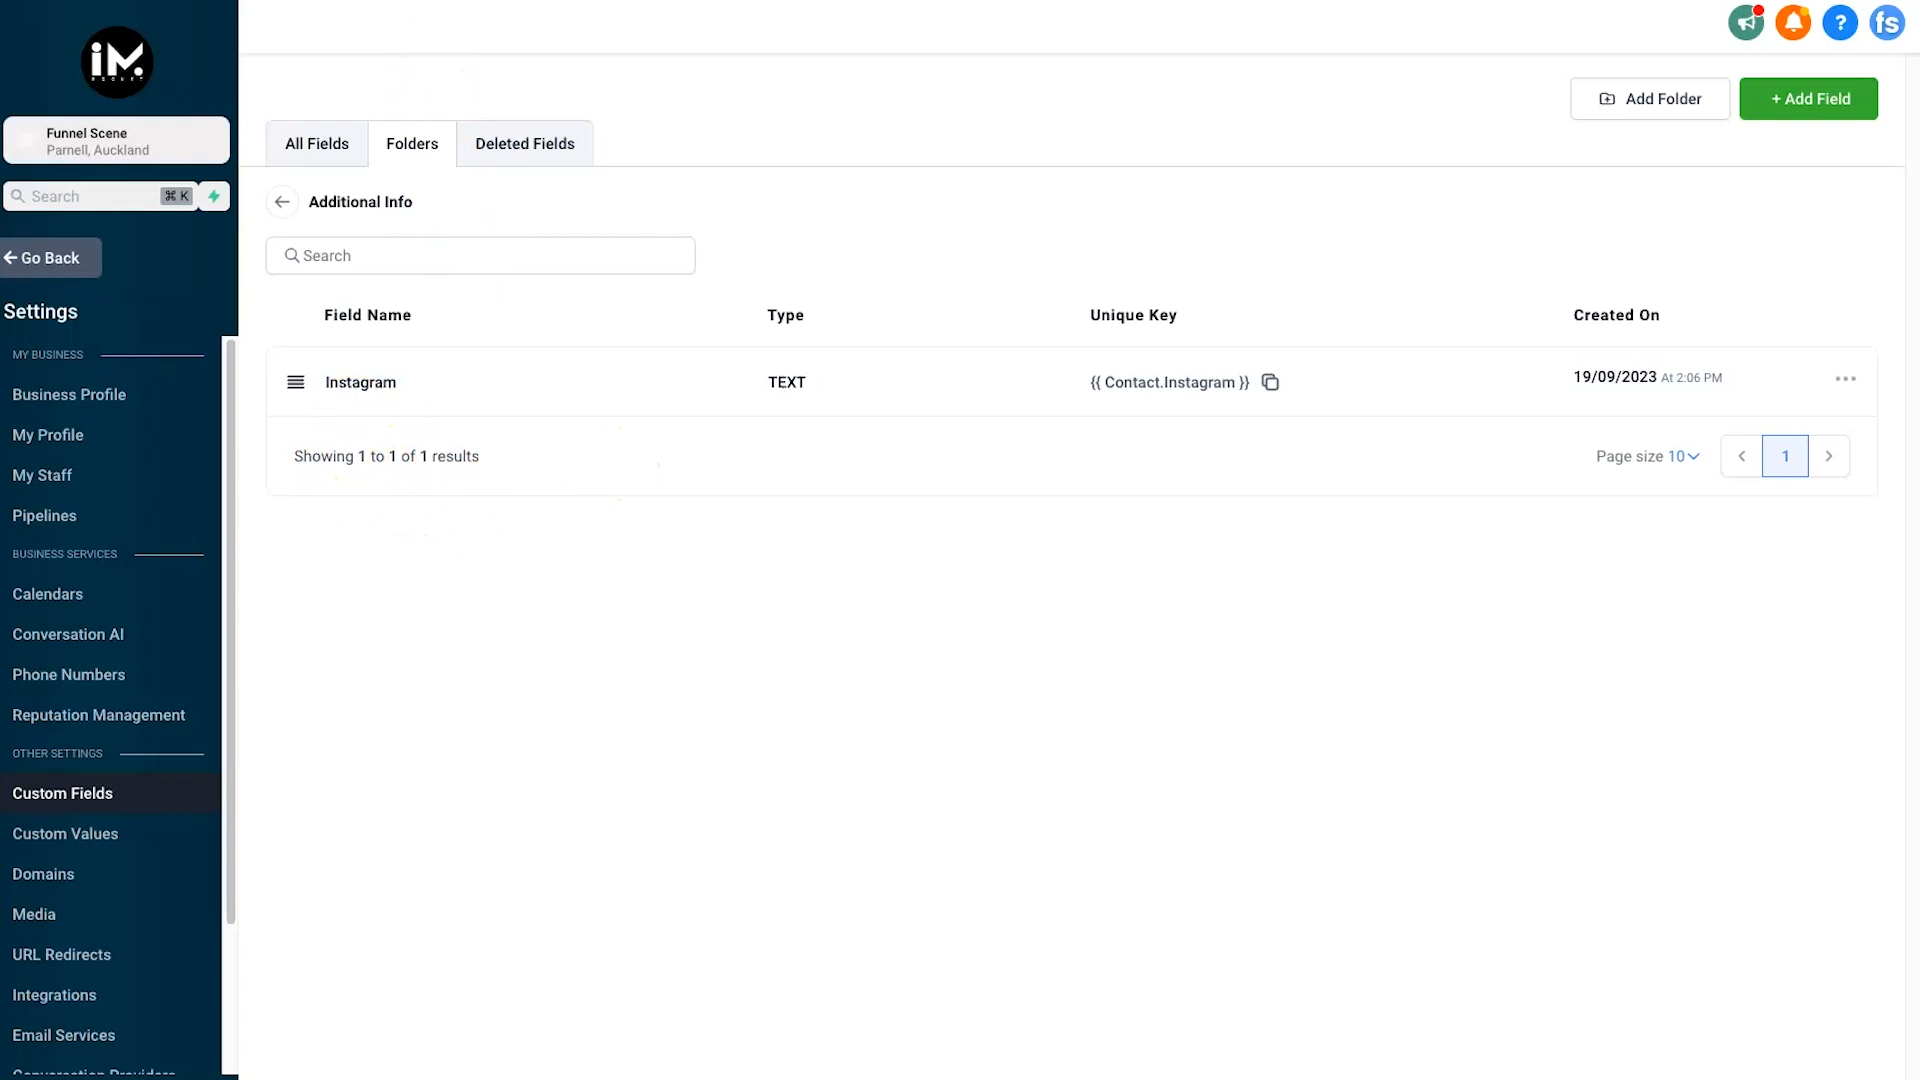 iM.
fs
Funnel Scene
Parnell, Auckland
Search
⌘ K
Go Back
Settings
MY BUSINESS
Business Profile
My Profile
My Staff
Pipelines
BUSINESS SERVICES
Calendars
Conversation AI
Phone Numbers
Reputation Management
OTHER SETTINGS
Custom Fields
Custom Values
Domains
Media
URL Redirects
Integrations
Email Services
Conversation Providers
?
Add Folder
+ Add Field
All Fields
Folders
Deleted Fields
Additional Info
Search
Field Name Type Unique Key Created On
Instagram TEXT {{ Contact.Instagram }} 19/09/2023 At 2:06 PM
Showing 1 to 1 of 1 results
Page size 10
1